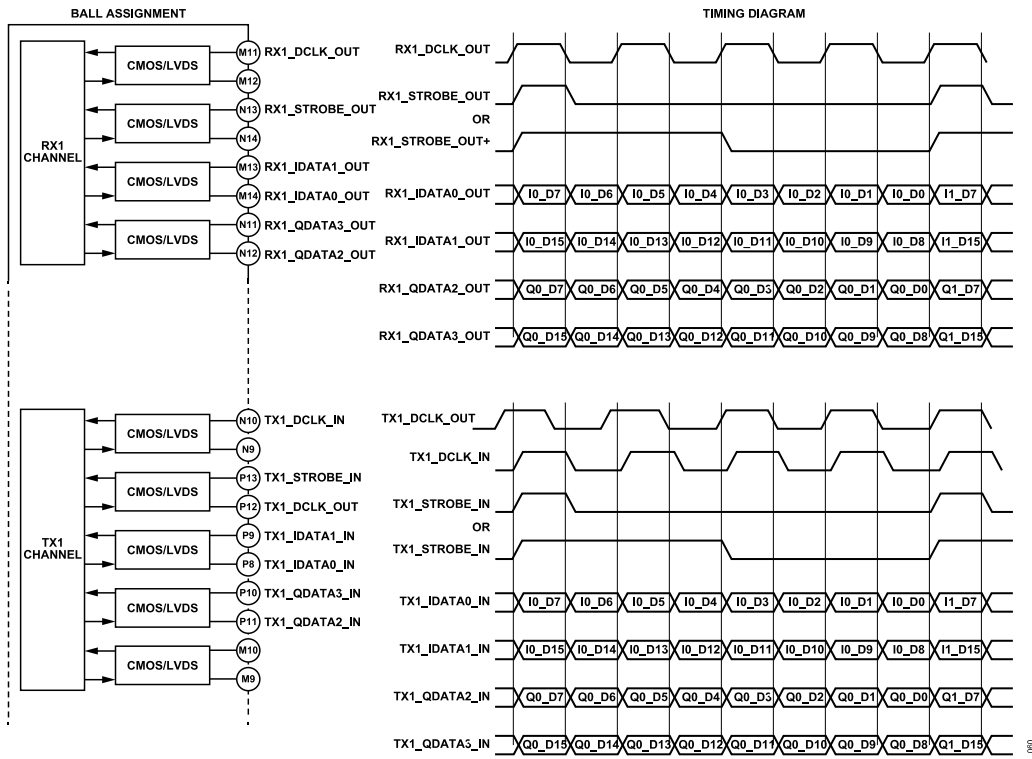 BALL ASSIGNMENT
RX1 CHANNEL
CMOS/LVDS
M11 RX1_DCLK_OUT
M12
CMOS/LVDS
N13 RX1_STROBE_OUT
N14
CMOS/LVDS
M13 RX1_IDATA1_OUT
M14 RX1_IDATA0_OUT
CMOS/LVDS
N11 RX1_QDATA3_OUT
N12 RX1_QDATA2_OUT
TX1 CHANNEL
CMOS/LVDS
N10 TX1_DCLK_IN
N9
CMOS/LVDS
P13 TX1_STROBE_IN
P12 TX1_DCLK_OUT
CMOS/LVDS
P9 TX1_IDATA1_IN
P8 TX1_IDATA0_IN
CMOS/LVDS
P10 TX1_QDATA3_IN
P11 TX1_QDATA2_IN
CMOS/LVDS
M10
M9
TIMING DIAGRAM
RX1_DCLK_OUT
RX1_STROBE_OUT
OR
RX1_STROBE_OUT+
RX1_IDATA0_OUT I0_D7 I0_D6 I0_D5 I0_D4 I0_D3 I0_D2 I0_D1 I0_D0 I1_D7
RX1_IDATA1_OUT I0_D15 I0_D14 I0_D13 I0_D12 I0_D11 I0_D10 I0_D9 I0_D8 I1_D15
RX1_QDATA2_OUT Q0_D7 Q0_D6 Q0_D5 Q0_D4 Q0_D3 Q0_D2 Q0_D1 Q0_D0 Q1_D7
RX1_QDATA3_OUT Q0_D15 Q0_D14 Q0_D13 Q0_D12 Q0_D11 Q0_D10 Q0_D9 Q0_D8 Q1_D15
TX1_DCLK_OUT
TX1_DCLK_IN
TX1_STROBE_IN
OR
TX1_STROBE_IN
TX1_IDATA0_IN I0_D7 I0_D6 I0_D5 I0_D4 I0_D3 I0_D2 I0_D1 I0_D0 I1_D7
TX1_IDATA1_IN I0_D15 I0_D14 I0_D13 I0_D12 I0_D11 I0_D10 I0_D9 I0_D8 I1_D15
TX1_QDATA2_IN Q0_D7 Q0_D6 Q0_D5 Q0_D4 Q0_D3 Q0_D2 Q0_D1 Q0_D0 Q1_D7
TX1_QDATA3_IN Q0_D15 Q0_D14 Q0_D13 Q0_D12 Q0_D11 Q0_D10 Q0_D9 Q0_D8 Q1_D15
060